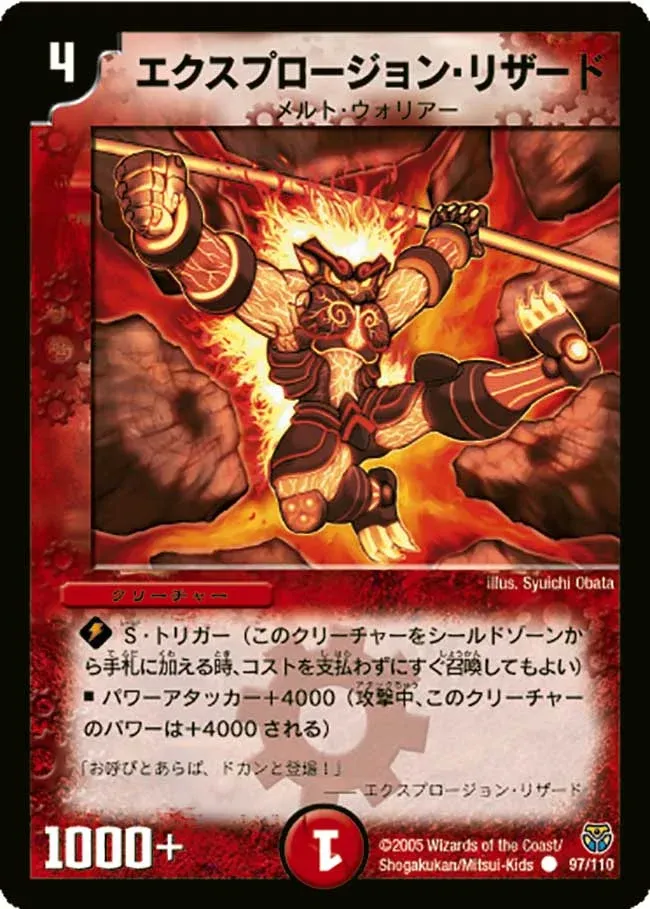 4
エクスプロージョン・リザード
メルト・ウォリアー
illus. Syuichi Obata
クリーチャー
S・トリガー（このクリーチャーをシールドゾーンか
ら手札に加える時、コストを支払わずにすぐ召喚してもよい）
■ パワーアタッカー＋4000（攻撃中、このクリーチャー
のパワーは＋4000 される）
「お呼びとあらば、ドカンと登場！」
―― エクスプロージョン・リザード
1000+
1
©2005 Wizards of the Coast/
Shogakukan/Mitsui-Kids ● 97/110